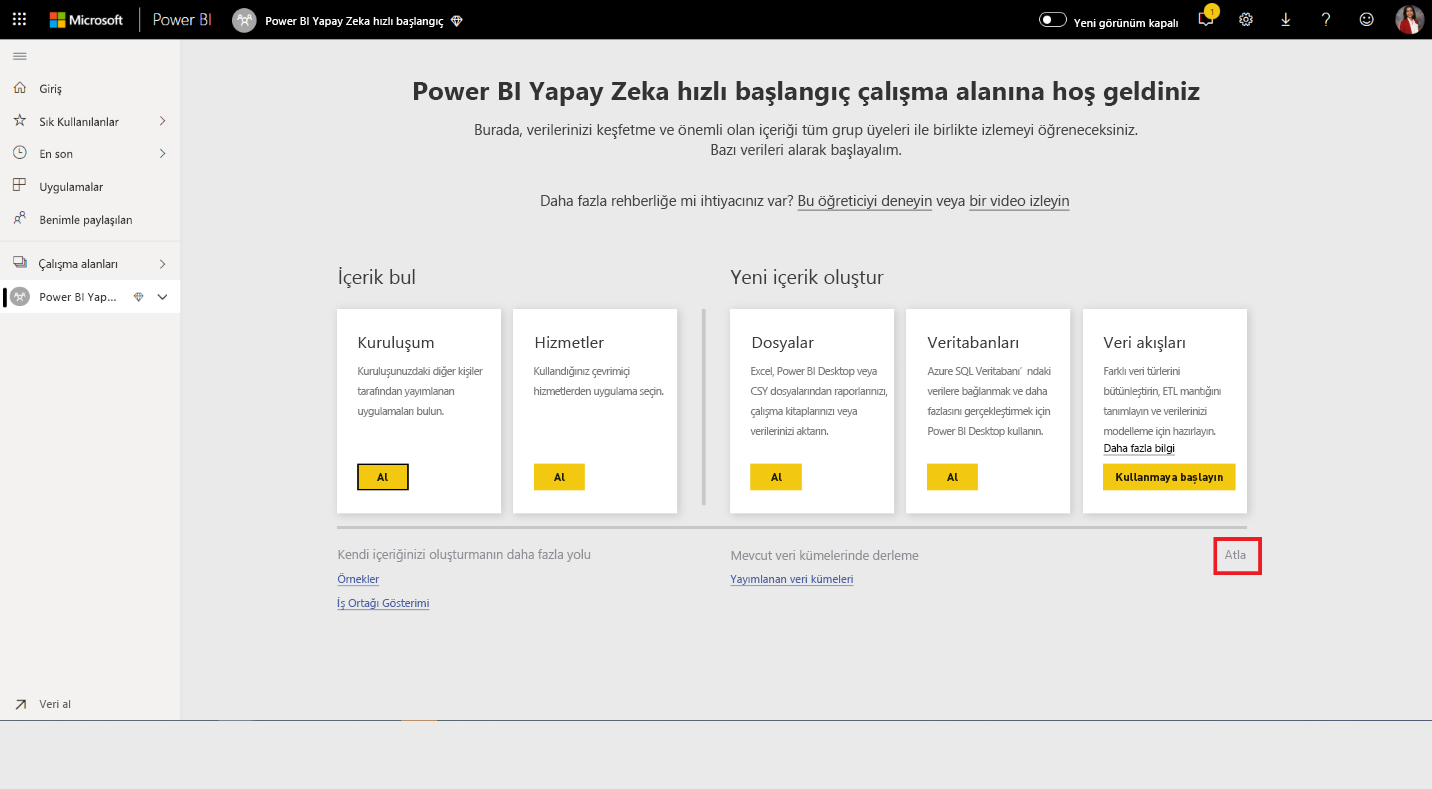 Microsoft
Power BI
Power BI Yapay Zeka hızlı başlangıç
Yeni görünüm kapalı
1
Giriş
Sık Kullanılanlar
En son
Uygulamalar
Benimle paylaşılan
Çalışma alanları
Power BI Yap...
Veri al
Power BI Yapay Zeka hızlı başlangıç çalışma alanına hoş geldiniz
Burada, verilerinizi keşfetme ve önemli olan içeriği tüm grup üyeleri ile birlikte izlemeyi öğreneceksiniz.
Bazı verileri alarak başlayalım.
Daha fazla rehberliğe mi ihtiyacınız var? Bu öğreticiyi deneyin veya bir video izleyin
İçerik bul
Kuruluşum
Kuruluşunuzdaki diğer kişiler
tarafından yayımlanan
uygulamaları bulun.
Al
Hizmetler
Kullandığınız çevrimiçi
hizmetlerden uygulama seçin.
Al
Yeni içerik oluştur
Dosyalar
Excel, Power BI Desktop veya
CSY dosyalarından raporlarınızı,
çalışma kitaplarınızı veya
verilerinizi aktarın.
Al
Veritabanları
Azure SQL Veritabanı' ndaki
verilere bağlanmak ve daha
fazlasını gerçekleştirmek için
Power BI Desktop kullanın.
Al
Veri akışları
Farklı veri türlerini
bütünleştirin, ETL mantığını
tanımlayın ve verilerinizi
modelleme için hazırlayın.
Daha fazla bilgi
Kullanmaya başlayın
Kendi içeriğinizi oluşturmanın daha fazla yolu
Örnekler
İş Ortağı Gösterimi
Mevcut veri kümelerinde derleme
Yayımlanan veri kümeleri
Atla